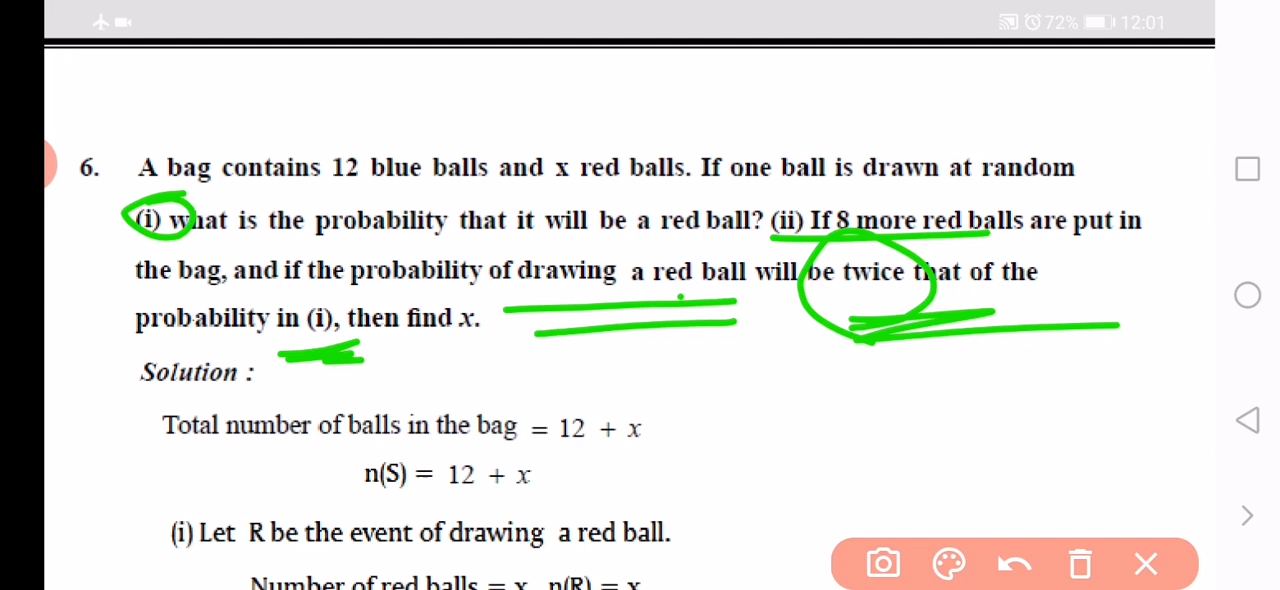 72% 12:01
6. A bag contains 12 blue balls and x red balls. If one ball is drawn at random
(i) what is the probability that it will be a red ball? (ii) If 8 more red balls are put in
the bag, and if the probability of drawing a red ball will be twice that of the
probability in (i), then find x.
Solution :
Total number of balls in the bag = 12 + x
n(S) = 12 + x
(i) Let R be the event of drawing a red ball.
Number of red balls = x, n(R) = x